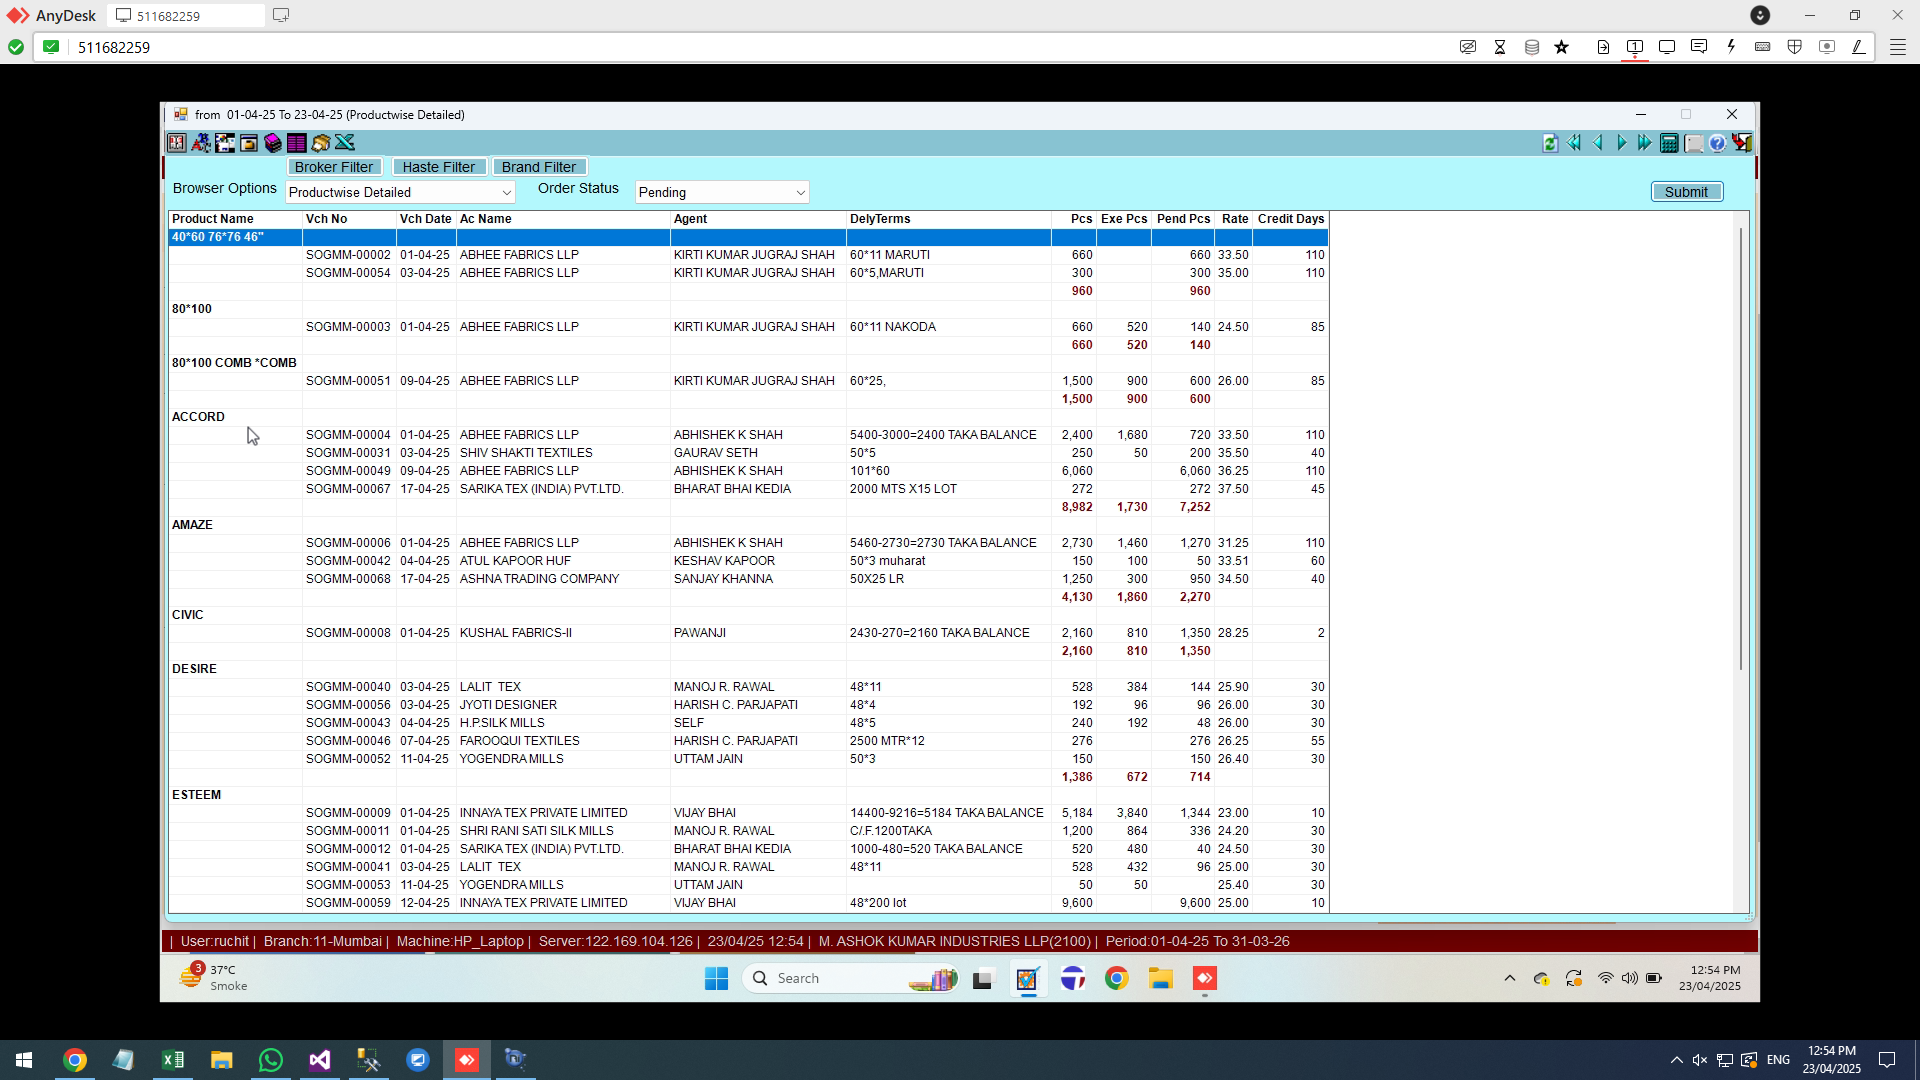 AnyDesk 511682259
511682259
from 01-04-25 To 23-04-25 (Productwise Detailed)
Broker Filter Haste Filter Brand Filter
Browser Options Productwise Detailed Order Status Pending Submit
Product Name Vch No Vch Date Ac Name Agent DelyTerms Pcs Exe Pcs Pend Pcs Rate Credit Days
40*60 76*76 46"
SOGMM-00002 01-04-25 ABHEE FABRICS LLP KIRTI KUMAR JUGRAJ SHAH 60*11 MARUTI 660 660 33.50 110
SOGMM-00054 03-04-25 ABHEE FABRICS LLP KIRTI KUMAR JUGRAJ SHAH 60*5,MARUTI 300 300 35.00 110
960 960
80*100
SOGMM-00003 01-04-25 ABHEE FABRICS LLP KIRTI KUMAR JUGRAJ SHAH 60*11 NAKODA 660 520 140 24.50 85
660 520 140
80*100 COMB *COMB
SOGMM-00051 09-04-25 ABHEE FABRICS LLP KIRTI KUMAR JUGRAJ SHAH 60*25, 1,500 900 600 26.00 85
1,500 900 600
ACCORD
SOGMM-00004 01-04-25 ABHEE FABRICS LLP ABHISHEK K SHAH 5400-3000=2400 TAKA BALANCE 2,400 1,680 720 33.50 110
SOGMM-00031 03-04-25 SHIV SHAKTI TEXTILES GAURAV SETH 50*5 250 50 200 35.50 40
SOGMM-00049 09-04-25 ABHEE FABRICS LLP ABHISHEK K SHAH 101*60 6,060 6,060 36.25 110
SOGMM-00067 17-04-25 SARIKA TEX (INDIA) PVT.LTD. BHARAT BHAI KEDIA 2000 MTS X15 LOT 272 272 37.50 45
8,982 1,730 7,252
AMAZE
SOGMM-00006 01-04-25 ABHEE FABRICS LLP ABHISHEK K SHAH 5460-2730=2730 TAKA BALANCE 2,730 1,460 1,270 31.25 110
SOGMM-00042 04-04-25 ATUL KAPOOR HUF KESHAV KAPOOR 50*3 muharat 150 100 50 33.51 60
SOGMM-00068 17-04-25 ASHNA TRADING COMPANY SANJAY KHANNA 50X25 LR 1,250 300 950 34.50 40
4,130 1,860 2,270
CIVIC
SOGMM-00008 01-04-25 KUSHAL FABRICS-II PAWANJI 2430-270=2160 TAKA BALANCE 2,160 810 1,350 28.25 2
2,160 810 1,350
DESIRE
SOGMM-00040 03-04-25 LALIT TEX MANOJ R. RAWAL 48*11 528 384 144 25.90 30
SOGMM-00056 03-04-25 JYOTI DESIGNER HARISH C. PARJAPATI 48*4 192 96 96 26.00 30
SOGMM-00043 04-04-25 H.P.SILK MILLS SELF 48*5 240 192 48 26.00 30
SOGMM-00046 07-04-25 FAROOQUI TEXTILES HARISH C. PARJAPATI 2500 MTR*12 276 276 26.25 55
SOGMM-00052 11-04-25 YOGENDRA MILLS UTTAM JAIN 50*3 150 150 26.40 30
1,386 672 714
ESTEEM
SOGMM-00009 01-04-25 INNAYA TEX PRIVATE LIMITED VIJAY BHAI 14400-9216=5184 TAKA BALANCE 5,184 3,840 1,344 23.00 10
SOGMM-00011 01-04-25 SHRI RANI SATI SILK MILLS MANOJ R. RAWAL C/.F.1200TAKA 1,200 864 336 24.20 30
SOGMM-00012 01-04-25 SARIKA TEX (INDIA) PVT.LTD. BHARAT BHAI KEDIA 1000-480=520 TAKA BALANCE 520 480 40 24.50 30
SOGMM-00041 03-04-25 LALIT TEX MANOJ R. RAWAL 48*11 528 432 96 25.00 30
SOGMM-00053 11-04-25 YOGENDRA MILLS UTTAM JAIN 50 50 25.40 30
SOGMM-00059 12-04-25 INNAYA TEX PRIVATE LIMITED VIJAY BHAI 48*200 lot 9,600 9,600 25.00 10
| User:ruchit | Branch:11-Mumbai | Machine:HP_Laptop | Server:122.169.104.126 | 23/04/25 12:54 | M. ASHOK KUMAR INDUSTRIES LLP(2100) | Period:01-04-25 To 31-03-26
3 37°C Search 12:54 PM
Smoke 23/04/2025
ENG 12:54 PM
23/04/2025